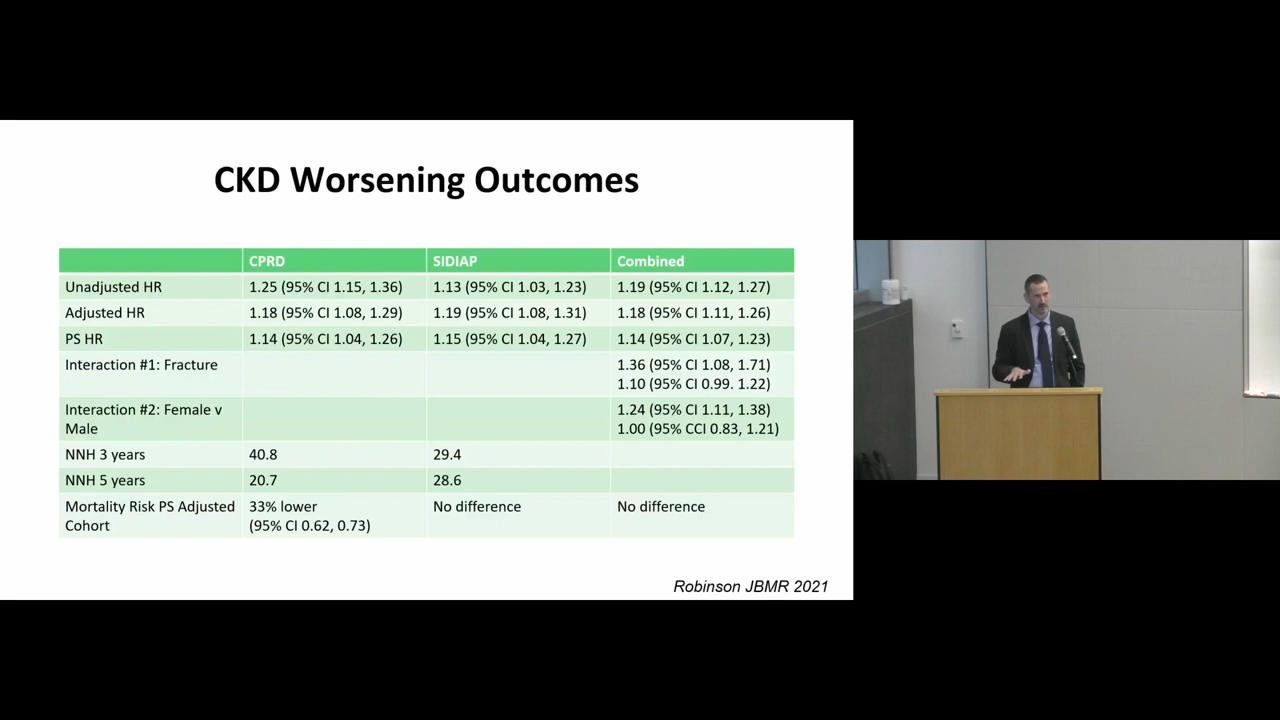 CKD Worsening Outcomes
CPRD SIDIAP Combined
Unadjusted HR 1.25 (95% CI 1.15, 1.36) 1.13 (95% CI 1.03, 1.23) 1.19 (95% CI 1.12, 1.27)
Adjusted HR 1.18 (95% CI 1.08, 1.29) 1.19 (95% CI 1.08, 1.31) 1.18 (95% CI 1.11, 1.26)
PS HR 1.14 (95% CI 1.04, 1.26) 1.15 (95% CI 1.04, 1.27) 1.14 (95% CI 1.07, 1.23)
Interaction #1: Fracture 1.36 (95% CI 1.08, 1.71)
1.10 (95% CI 0.99. 1.22)
Interaction #2: Female v 1.24 (95% CI 1.11, 1.38)
Male 1.00 (95% CCI 0.83, 1.21)
NNH 3 years 40.8 29.4
NNH 5 years 20.7 28.6
Mortality Risk PS Adjusted 33% lower No difference No difference
Cohort (95% CI 0.62, 0.73)
Robinson JBMR 2021